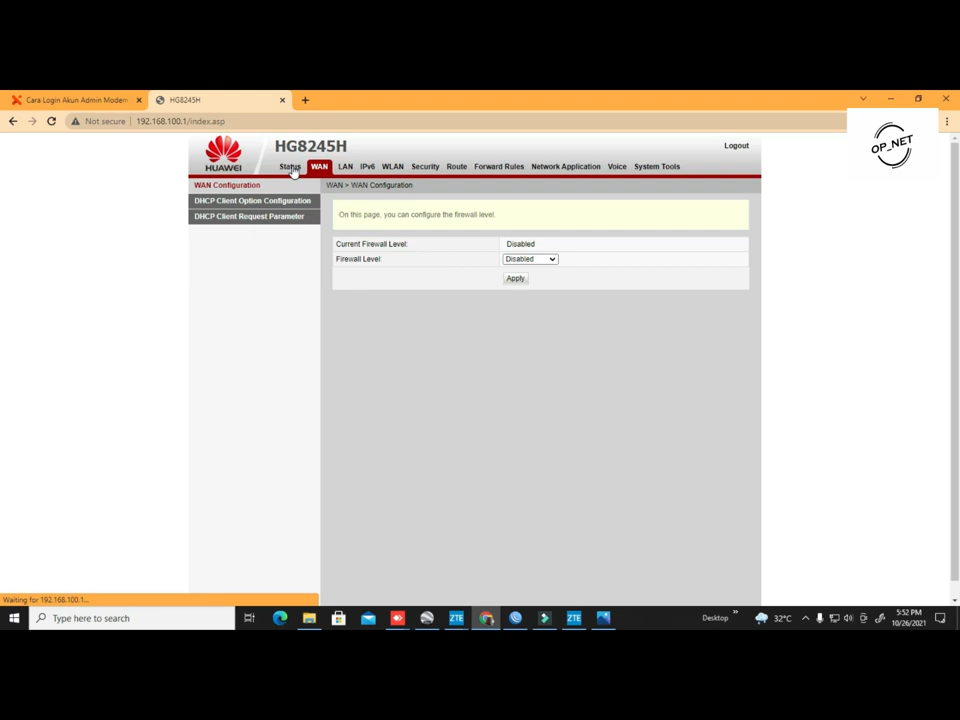 Cara Login Akun Admin Modem
HG8245H
Not secure
192.168.100.1/index.asp
OP_NET
HUAWEI
HG8245H
Logout
Status WAN LAN IPv6 WLAN Security Route Forward Rules Network Application Voice System Tools
WAN Configuration
WAN > WAN Configuration
DHCP Client Option Configuration
DHCP Client Request Parameter
On this page, you can configure the firewall level.
Current Firewall Level: Disabled
Firewall Level: Disabled
Apply
Waiting for 192.168.100.1...
Type here to search
ZTE
ZTE
Desktop
32°C
5:52 PM
10/26/2021